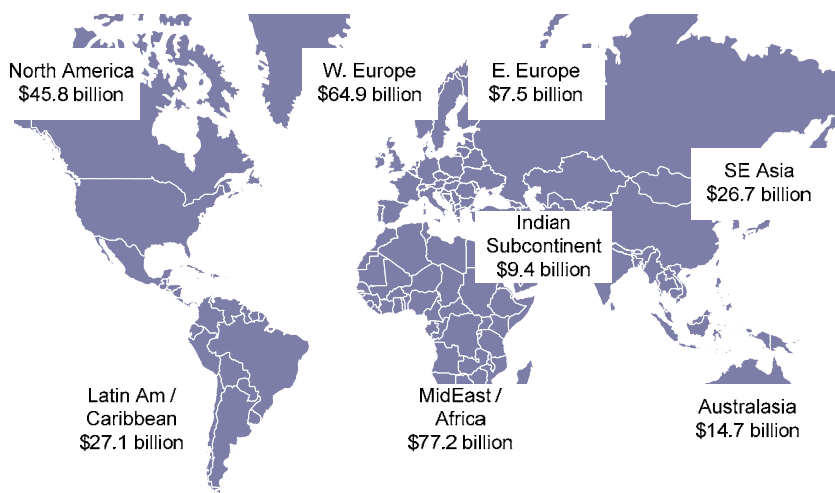 North America
$45.8 billion
W. Europe
$64.9 billion
E. Europe
$7.5 billion
SE Asia
$26.7 billion
Indian
Subcontinent
$9.4 billion
Latin Am /
Caribbean
$27.1 billion
MidEast /
Africa
$77.2 billion
Australasia
$14.7 billion